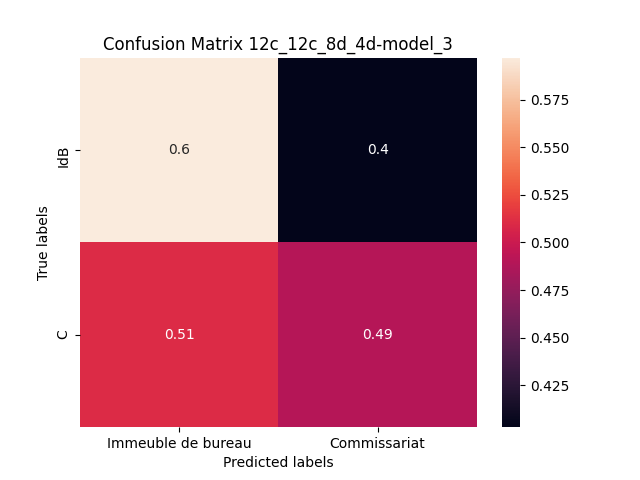 Confusion Matrix 12c_12c_8d_4d-model_3
True labels
IdB
C
0.6
0.4
0.51
0.49
Immeuble de bureau
Commissariat
Predicted labels
0.575
0.550
0.525
0.500
0.475
0.450
0.425